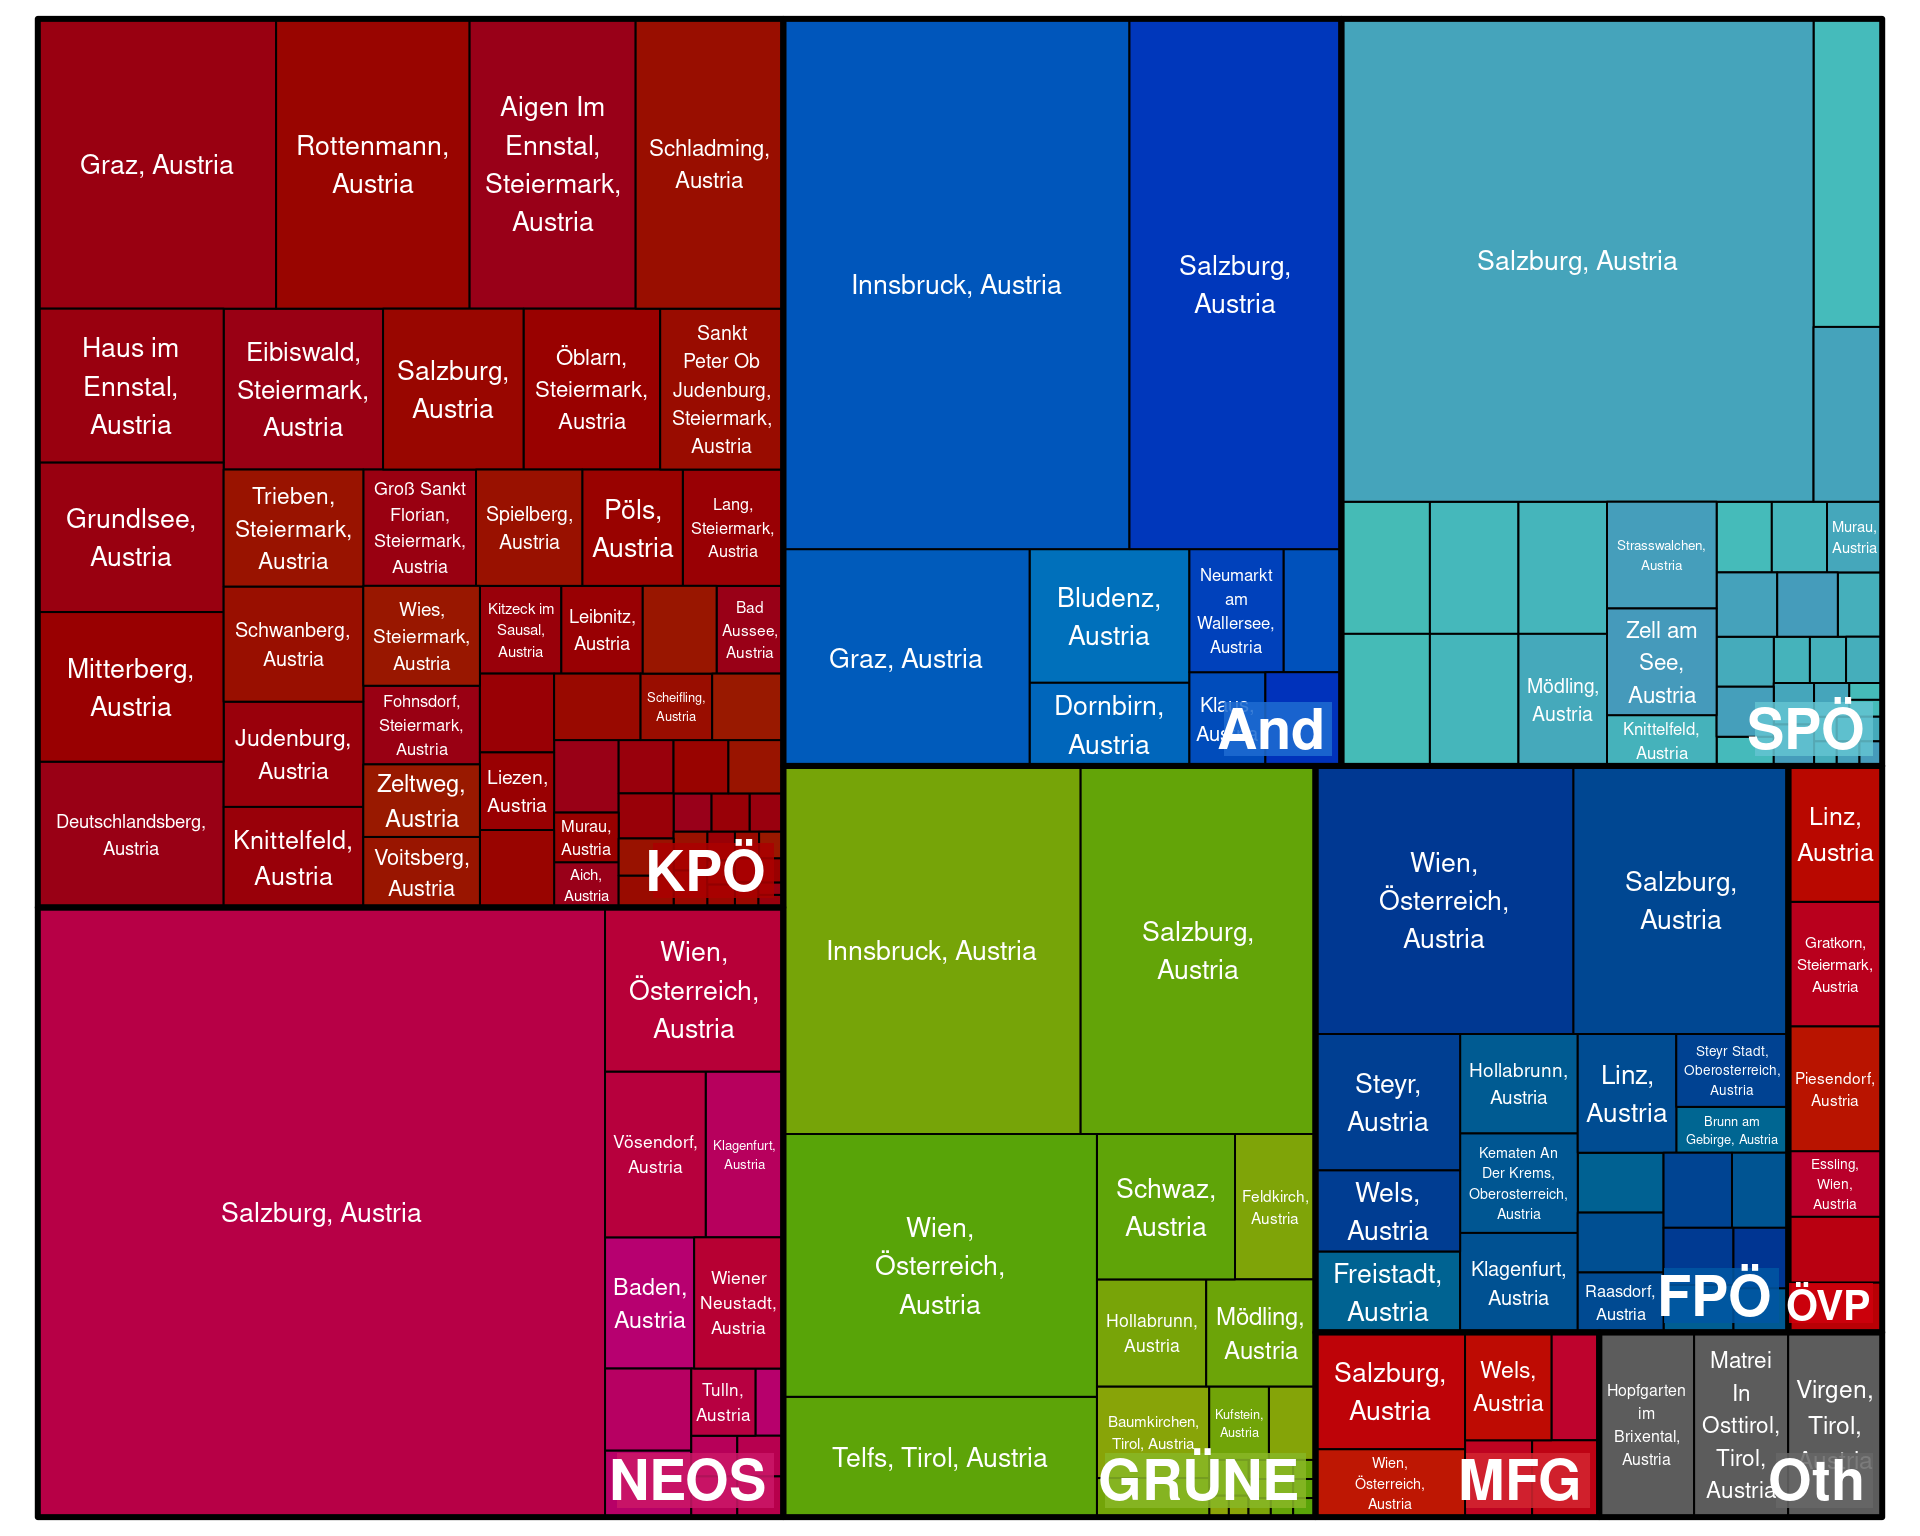 Graz, Austria
Rottenmann,
Austria
Aigen Im
Ennstal,
Steiermark,
Austria
Schladming,
Austria
Haus im
Ennstal,
Austria
Eibiswald,
Steiermark,
Austria
Salzburg,
Austria
Öblarn,
Steiermark,
Austria
Sankt
Peter Ob
Judenburg,
Steiermark,
Austria
Grundlsee,
Austria
Trieben,
Steiermark,
Austria
Groß Sankt
Florian,
Steiermark,
Austria
Spielberg,
Austria
Pöls,
Austria
Lang,
Steiermark,
Austria
Mitterberg,
Austria
Schwanberg,
Austria
Wies,
Steiermark,
Austria
Kitzeck im
Sausal,
Austria
Leibnitz,
Austria
Bad
Aussee,
Austria
Judenburg,
Austria
Fohnsdorf,
Steiermark,
Austria
Scheifling,
Austria
Deutschlandsberg,
Austria
Knittelfeld,
Austria
Zeltweg,
Austria
Voitsberg,
Austria
Liezen,
Austria
Murau,
Austria
Aich,
Austria
KPÖ
Innsbruck, Austria
Salzburg,
Austria
Graz, Austria
Bludenz,
Austria
Dornbirn,
Austria
Neumarkt
am
Wallersee,
Austria
Klaus,
Austria
And
Salzburg, Austria
Strasswalchen,
Austria
Murau,
Austria
Zell am
See,
Austria
Mödling,
Austria
Knittelfeld,
Austria
SPÖ
Salzburg, Austria
Wien,
Österreich,
Austria
Vösendorf,
Austria
Klagenfurt,
Austria
Baden,
Austria
Wiener
Neustadt,
Austria
Tulln,
Austria
NEOS
Innsbruck, Austria
Salzburg,
Austria
Wien,
Österreich,
Austria
Schwaz,
Austria
Feldkirch,
Austria
Hollabrunn,
Austria
Mödling,
Austria
Telfs, Tirol, Austria
Baumkirchen,
Tirol, Austria
Kufstein,
Austria
GRÜNE
Wien,
Österreich,
Austria
Salzburg,
Austria
Steyr,
Austria
Hollabrunn,
Austria
Linz,
Austria
Steyr Stadt,
Oberosterreich,
Austria
Brunn am
Gebirge, Austria
Kematen An
Der Krems,
Oberosterreich,
Austria
Wels,
Austria
Freistadt,
Austria
Klagenfurt,
Austria
Raasdorf,
Austria
FPÖ
Linz,
Austria
Gratkorn,
Steiermark,
Austria
Piesendorf,
Austria
Essling,
Wien,
Austria
ÖVP
Salzburg,
Austria
Wels,
Austria
Wien,
Österreich,
Austria
MFG
Hopfgarten
im
Brixental,
Austria
Matrei
In
Osttirol,
Tirol,
Austria
Virgen,
Tirol,
Austria
Oth